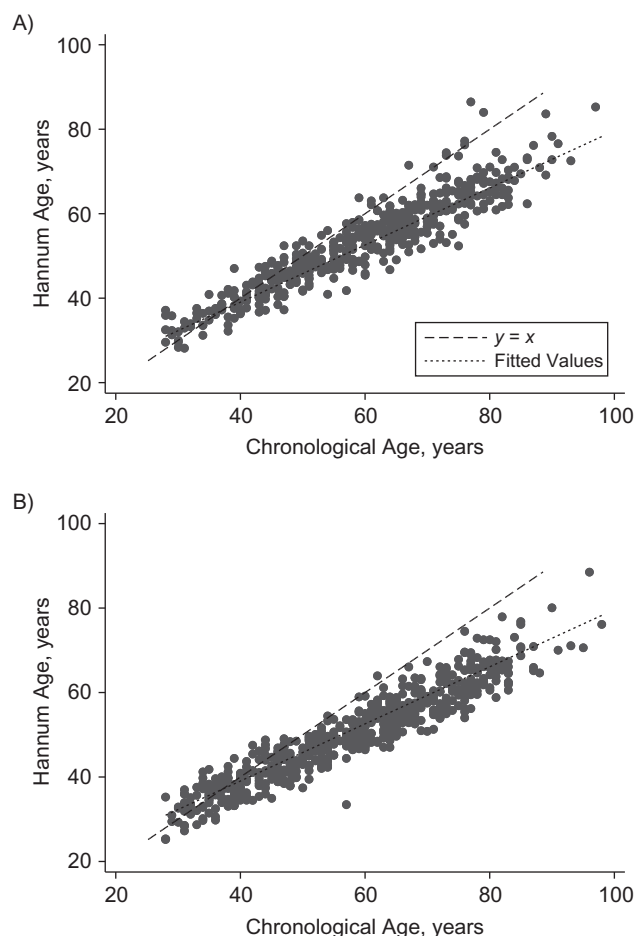 A)
100
80
60
40
20
Hannum Age, years
y = x
Fitted Values
20 40 60 80 100
Chronological Age, years
B)
100
80
60
40
20
Hannum Age, years
20 40 60 80 100
Chronological Age, years